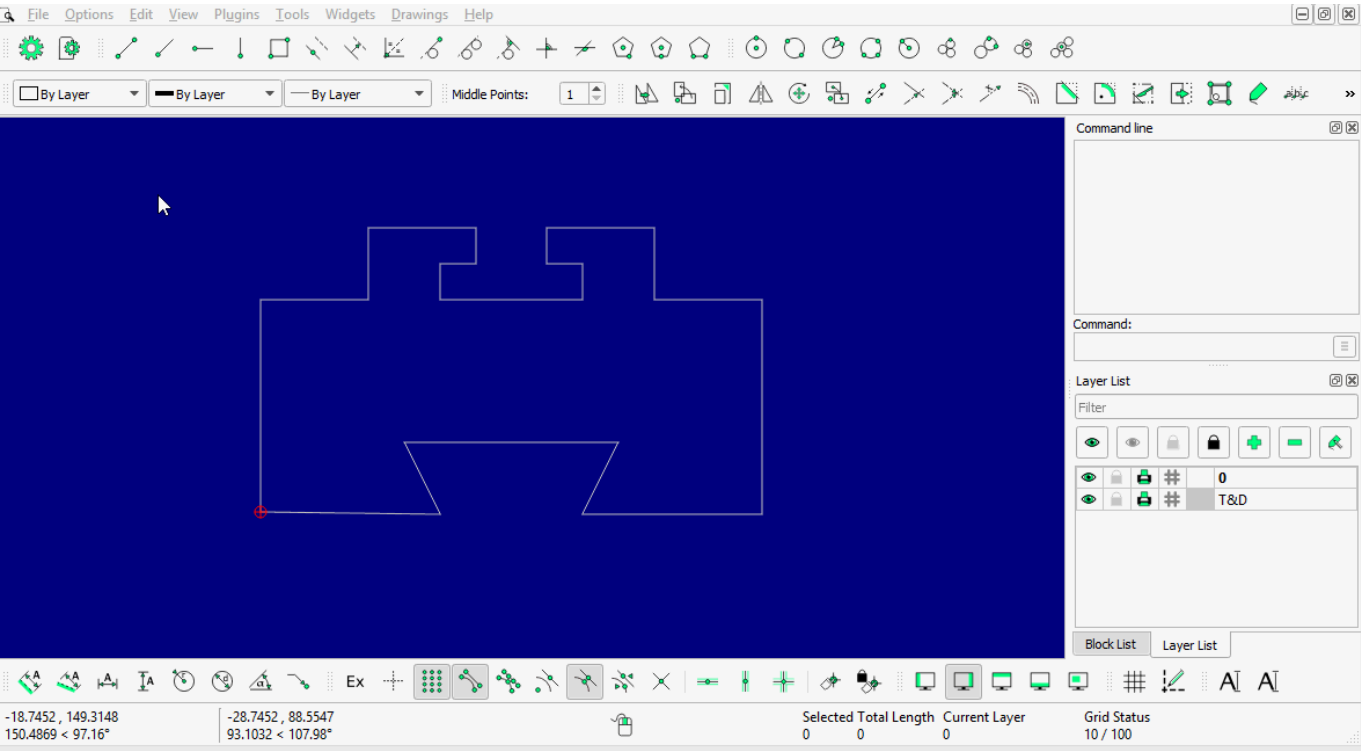 File Options Edit View Plugins Tools Widgets Drawings Help
By Layer By Layer By Layer Middle Points: 1 »
Command line
Command:
Layer List
Filter
0
T&D
Block List Layer List
Ex
-18.7452 , 149.3148 -28.7452 , 88.5547 Selected Total Length Current Layer Grid Status
150.4869 < 97.16° 93.1032 < 107.98° 0 0 0 10 / 100